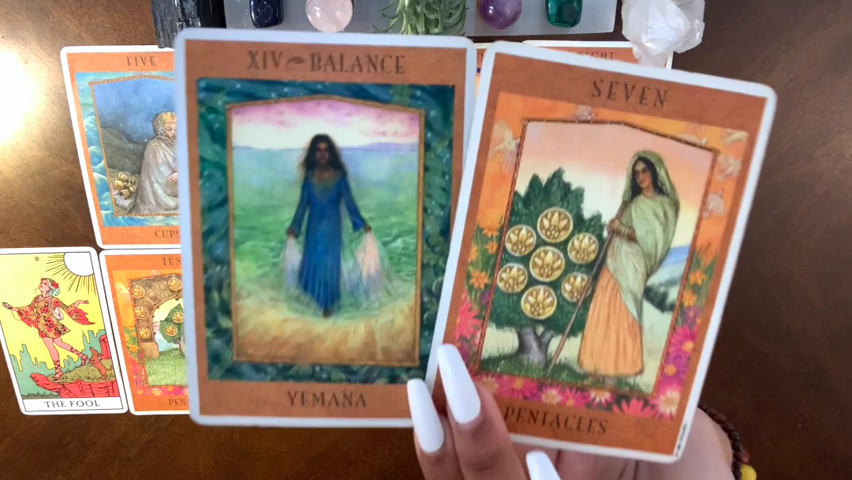 XIV BALANCE
YEMANA
SEVEN
PENTACLES
FIVE
CUPS
THE FOOL